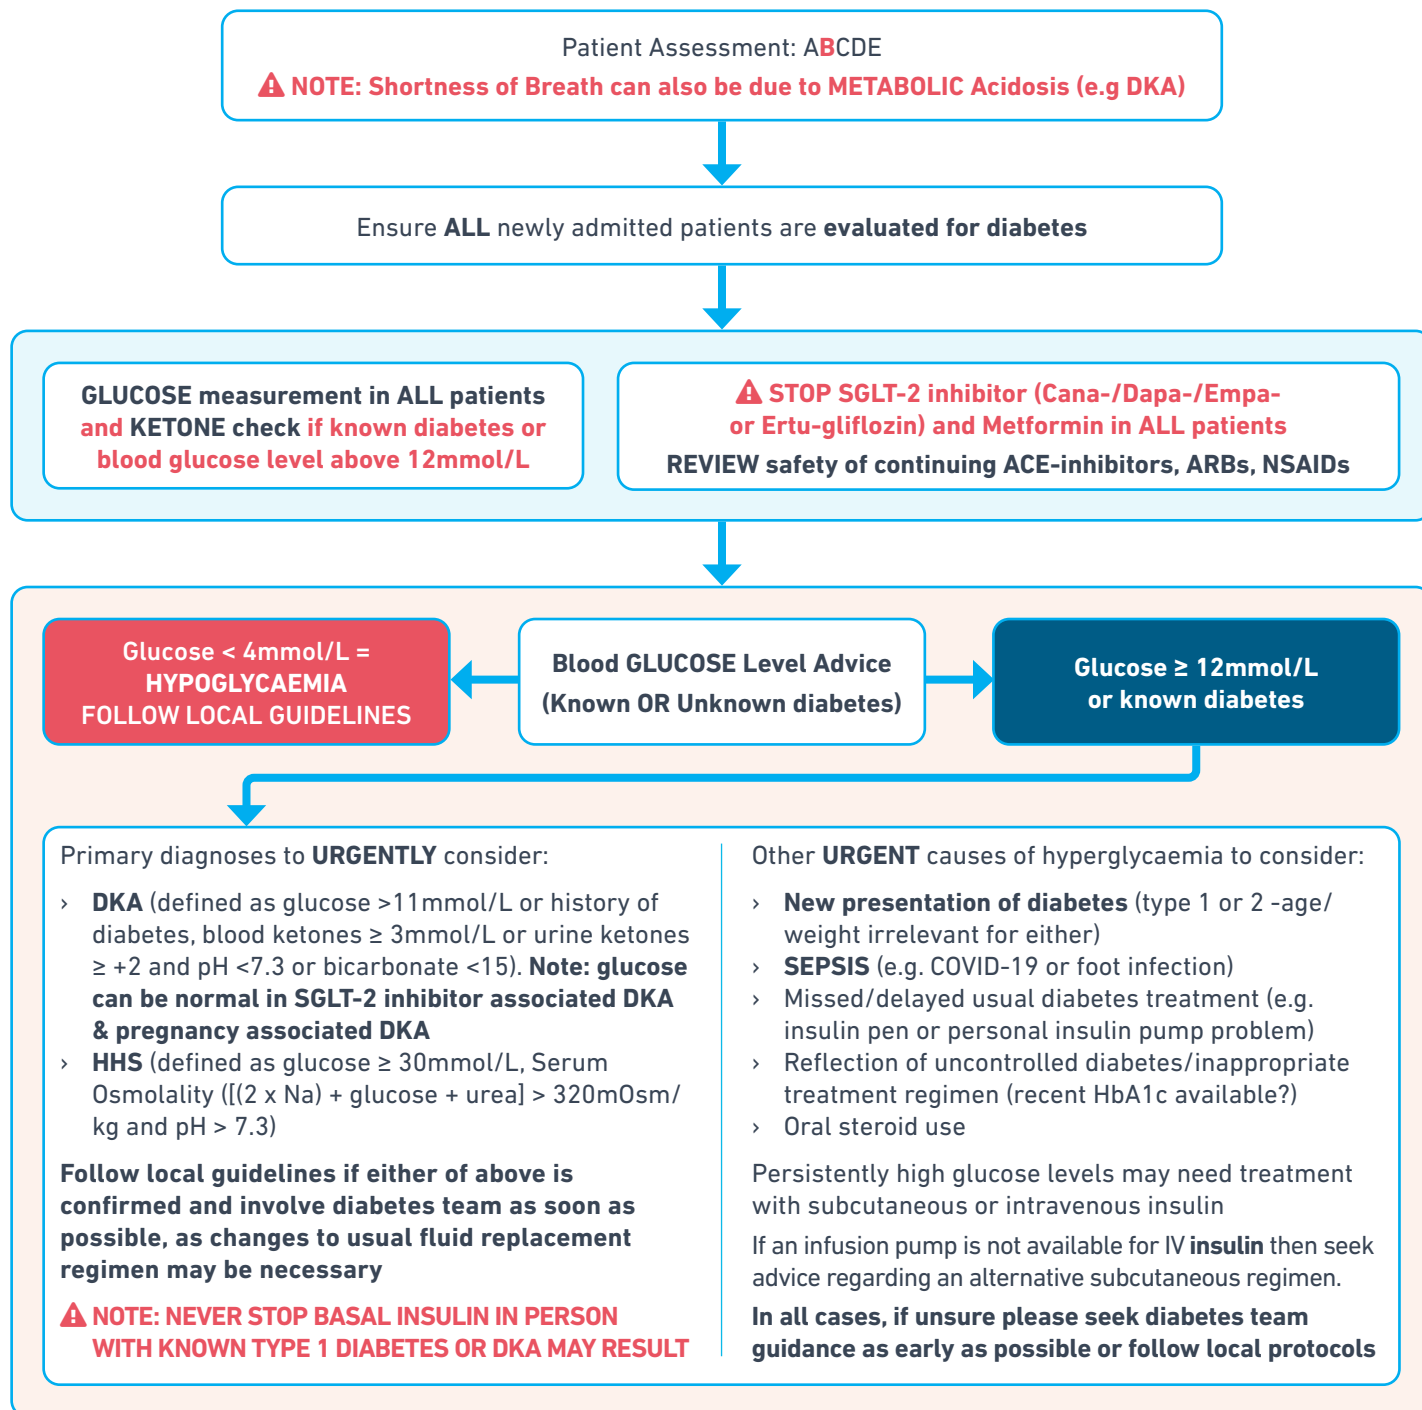 Patient Assessment: ABCDE
NOTE: Shortness of Breath can also be due to METABOLIC Acidosis (e.g DKA)
Ensure ALL newly admitted patients are evaluated for diabetes
GLUCOSE measurement in ALL patients
and KETONE check if known diabetes or
blood glucose level above 12mmol/L
STOP SGLT-2 inhibitor (Cana-/Dapa-/Empa-
or Ertu-gliflozin) and Metformin in ALL patients
REVIEW safety of continuing ACE-inhibitors, ARBs, NSAIDs
Glucose < 4mmol/L =
HYPOGLYCAEMIA
FOLLOW LOCAL GUIDELINES
Blood GLUCOSE Level Advice
(Known OR Unknown diabetes)
Glucose ≥ 12mmol/L
or known diabetes
Primary diagnoses to URGENTLY consider:
› DKA (defined as glucose >11mmol/L or history of
diabetes, blood ketones ≥ 3mmol/L or urine ketones
≥ +2 and pH <7.3 or bicarbonate <15). Note: glucose
can be normal in SGLT-2 inhibitor associated DKA
& pregnancy associated DKA
› HHS (defined as glucose ≥ 30mmol/L, Serum
Osmolality ([(2 x Na) + glucose + urea] > 320mOsm/
kg and pH > 7.3)
Follow local guidelines if either of above is
confirmed and involve diabetes team as soon as
possible, as changes to usual fluid replacement
regimen may be necessary
NOTE: NEVER STOP BASAL INSULIN IN PERSON
WITH KNOWN TYPE 1 DIABETES OR DKA MAY RESULT
Other URGENT causes of hyperglycaemia to consider:
› New presentation of diabetes (type 1 or 2 -age/
weight irrelevant for either)
› SEPSIS (e.g. COVID-19 or foot infection)
› Missed/delayed usual diabetes treatment (e.g.
insulin pen or personal insulin pump problem)
› Reflection of uncontrolled diabetes/inappropriate
treatment regimen (recent HbA1c available?)
› Oral steroid use
Persistently high glucose levels may need treatment
with subcutaneous or intravenous insulin
If an infusion pump is not available for IV insulin then seek
advice regarding an alternative subcutaneous regimen.
In all cases, if unsure please seek diabetes team
guidance as early as possible or follow local protocols